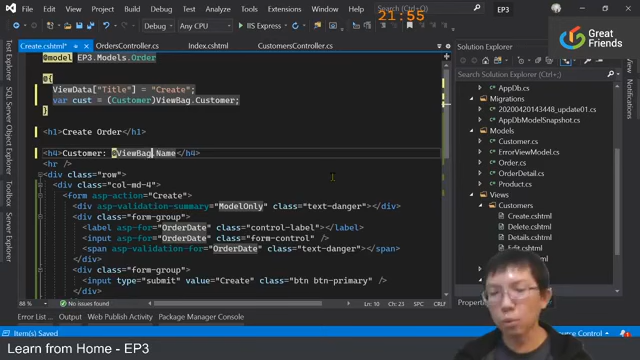 File Edit View Git Project Build Debug Test Analyze Tools Extensions Window Help
21:55
EP3
Debug
Any CPU
IIS Express
Great
Friends
Create.cshtml*
OrdersController.cs
Index.cshtml
CustomersController.cs
Test Explorer
SQL Server Object Explorer
Data Sources
@model EP3.Models.Order
@{
ViewData["Title"] = "Create";
var cust = (Customer)ViewBag.Customer;
}
<h1>Create Order</h1>
<h4>Customer: @ViewBag.Name</h4>
<hr />
<div class="row">
<div class="col-md-4">
<form asp-action="Create">
<div asp-validation-summary="ModelOnly" class="text-danger"></div>
<div class="form-group">
<label asp-for="OrderDate" class="control-label"></label>
<input asp-for="OrderDate" class="form-control" />
<span asp-validation-for="OrderDate" class="text-danger"></span>
</div>
<div class="form-group">
<input type="submit" value="Create" class="btn btn-primary" />
</div>
AppDb.cs
Migrations
20200420143448_update01.cs
AppDbModelSnapshot.cs
Models
Customer.cs
ErrorViewModel.cs
Order.cs
OrderDetail.cs
Product.cs
Views
Customers
Create.cshtml
Delete.cshtml
Details.cshtml
88 %
No issues found
Ln: 10
Ch: 23
SPC
CRLF
Error List ...
Output
Web Publish Activity
Package Manager Console
Item(s) Saved
Learn from Home - EP3